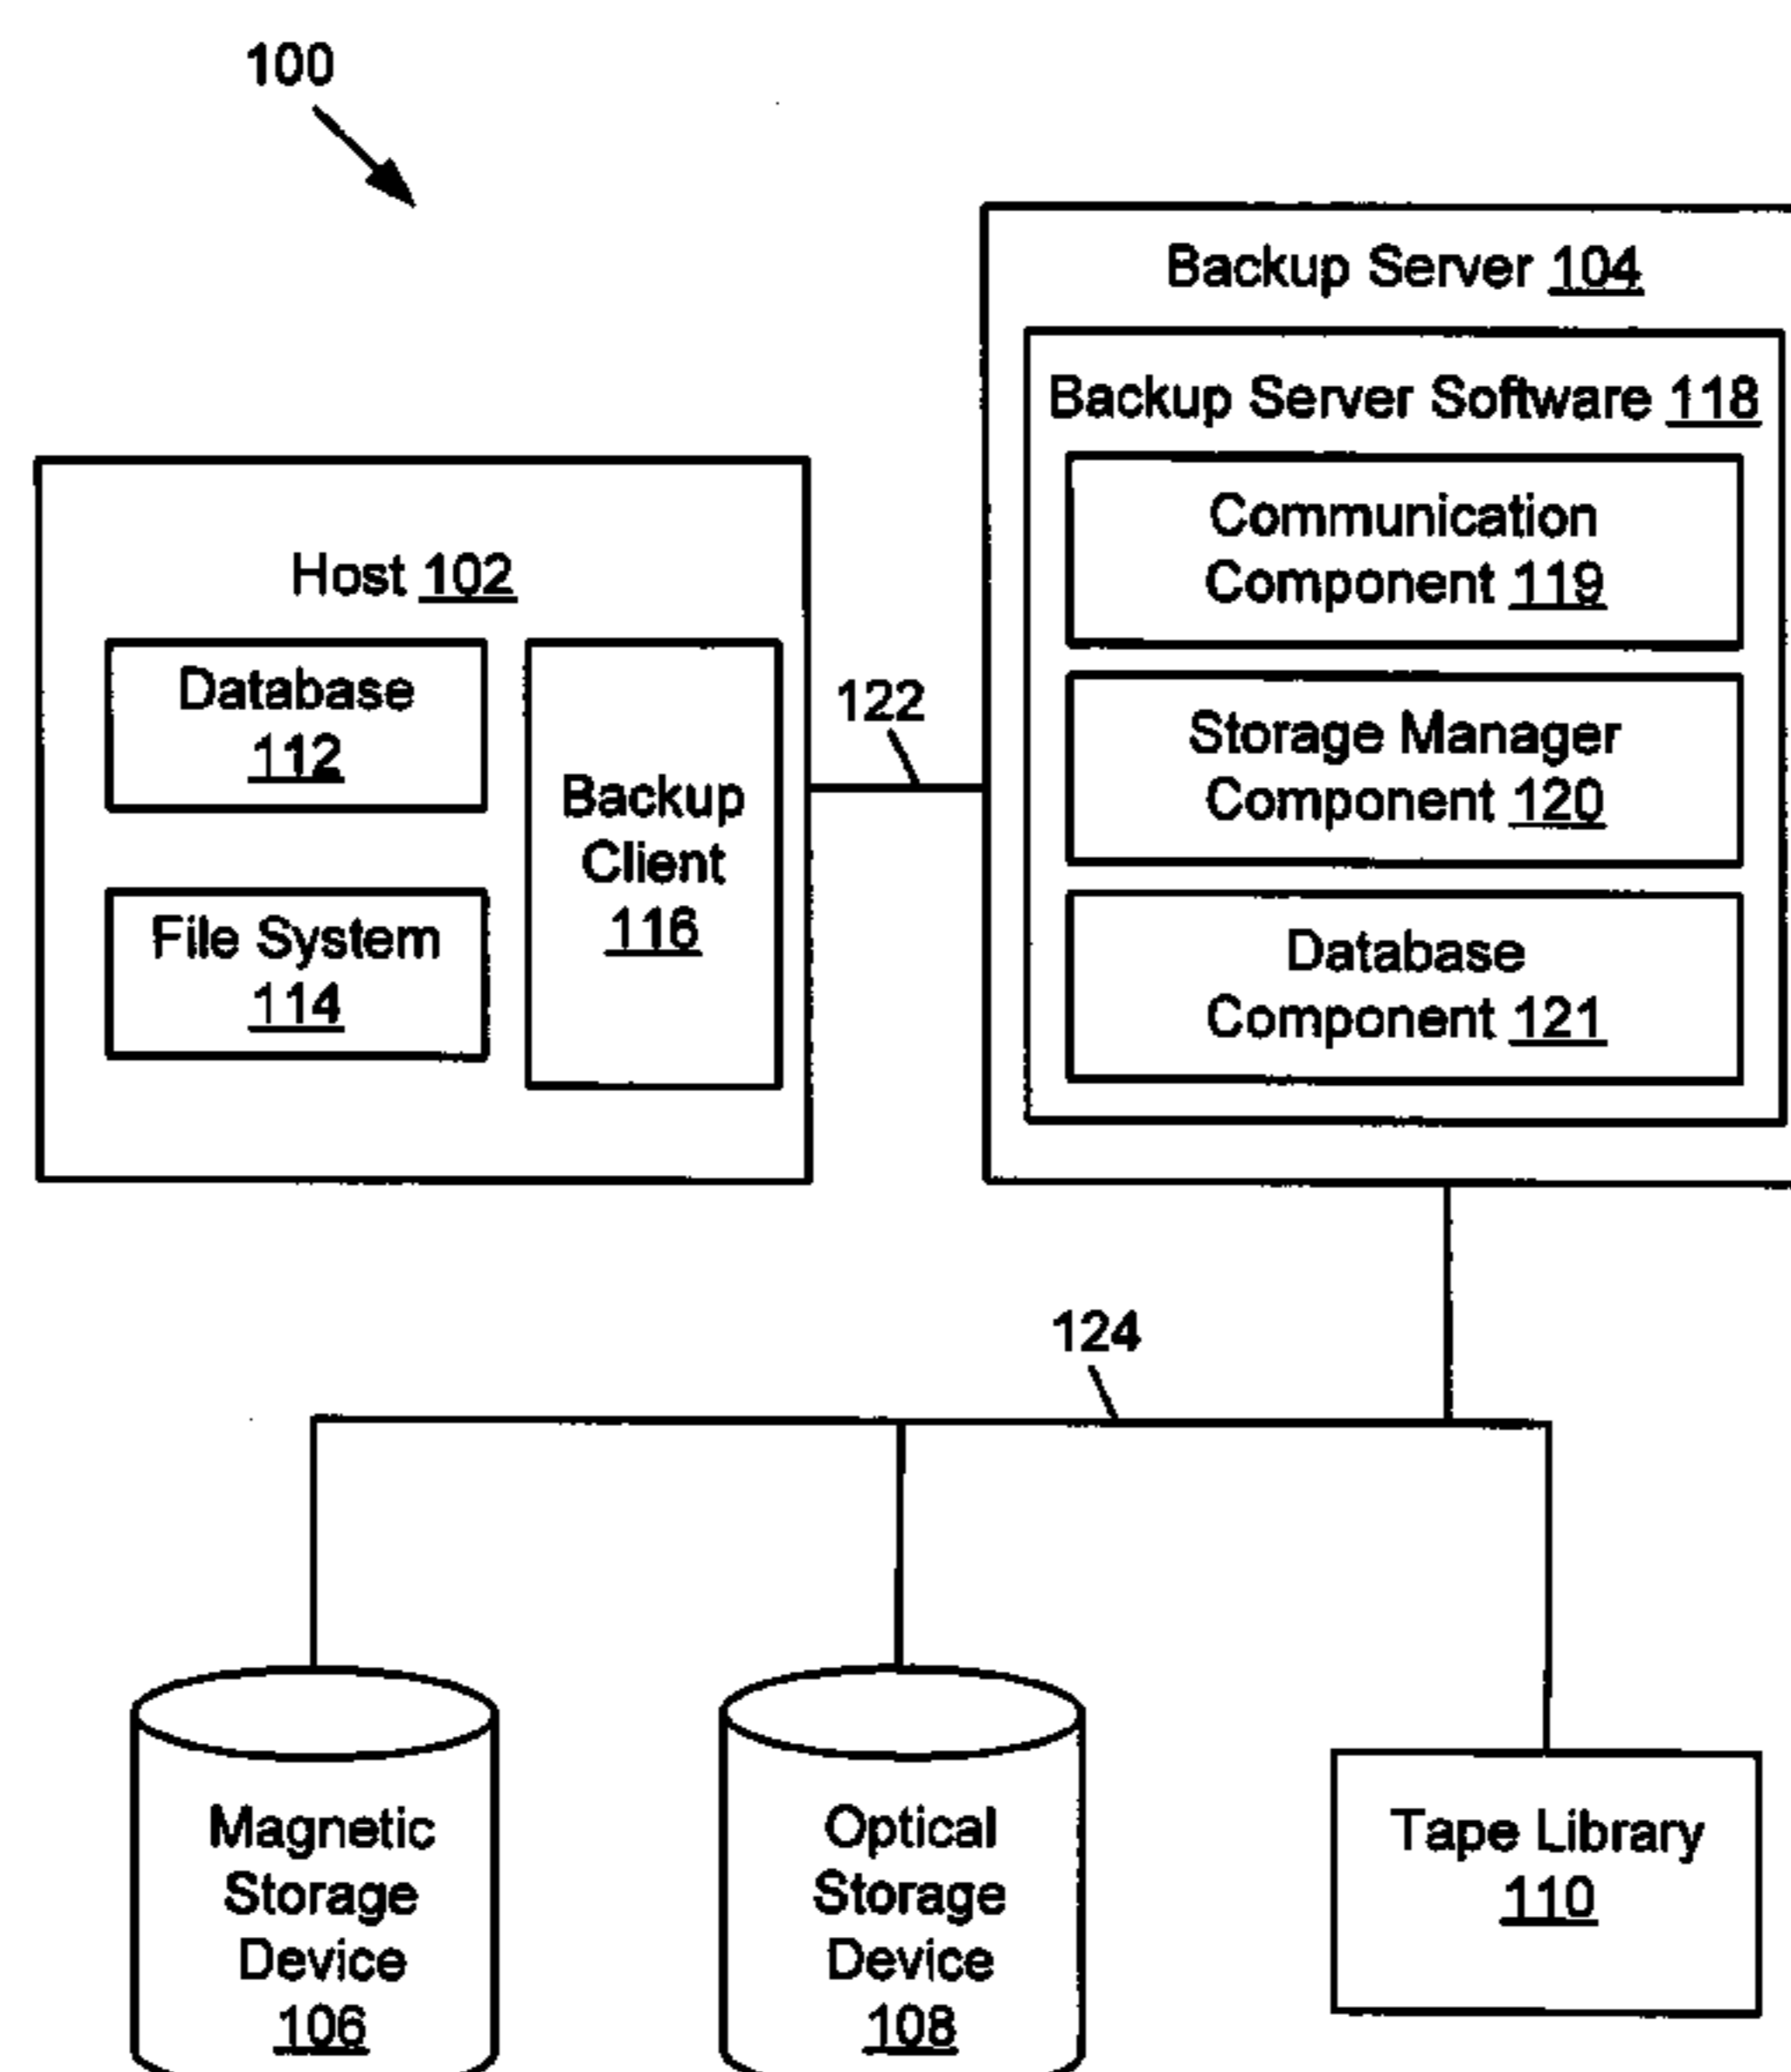 100
Backup Server 104
Backup Server Software 118
Communication
Component 119
Storage Manager
Component 120
Database
Component 121
Host 102
Database
112
File System
114
Backup
Client
116
122
124
Magnetic
Storage
Device
106
Optical
Storage
Device
108
Tape Library
110